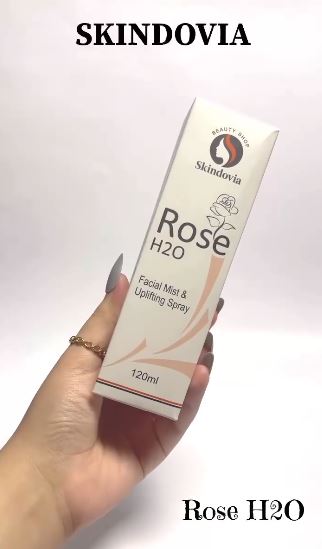 SKINDOVIA
BEAUTY SHOP
Skindovia
Rose
H2O
Facial Mist &
Uplifting Spray
120ml
Rose H2O